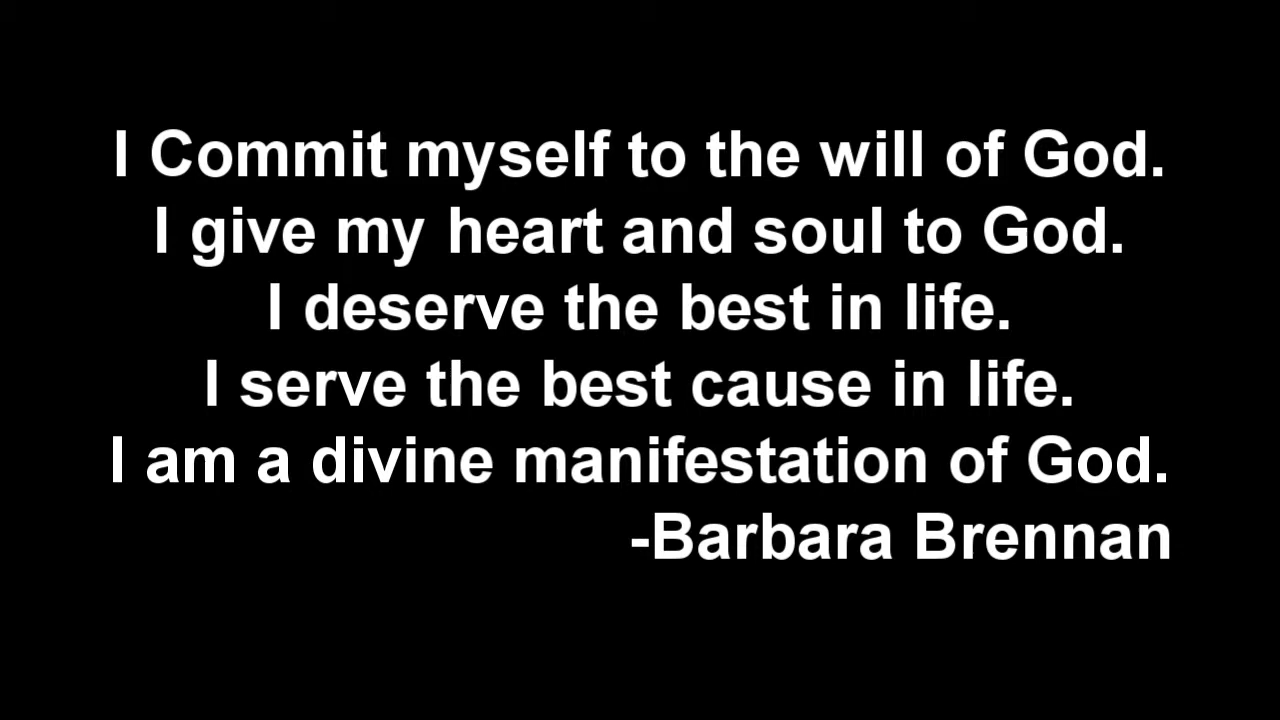 I Commit myself to the will of God.
I give my heart and soul to God.
I deserve the best in life.
I serve the best cause in life.
I am a divine manifestation of God.
-Barbara Brennan